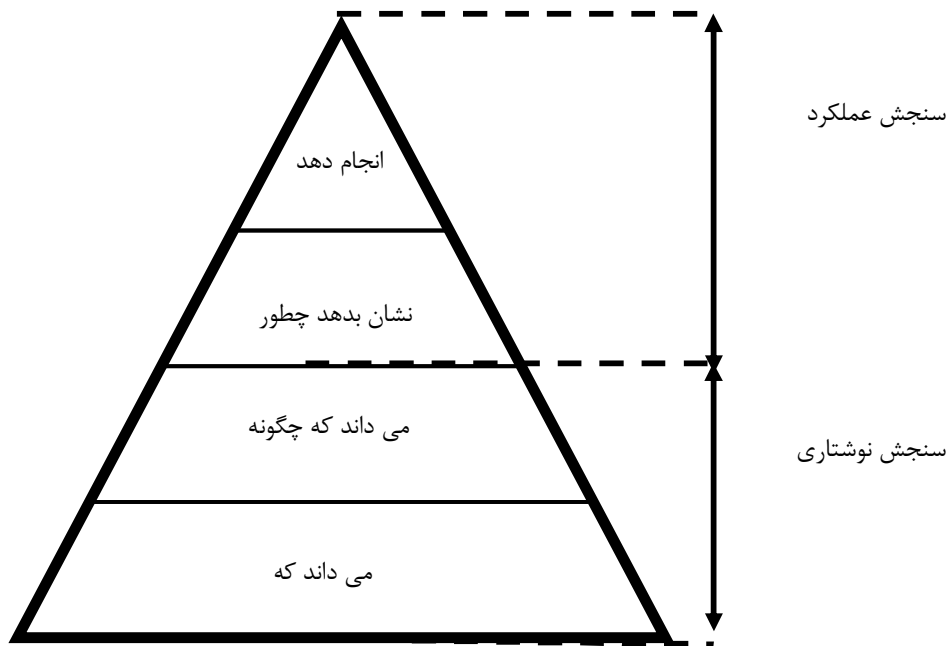 سنجش عملکرد
انجام دهد
نشان بدهد چطور
می داند که چگونه
سنجش نوشتاری
می داند که